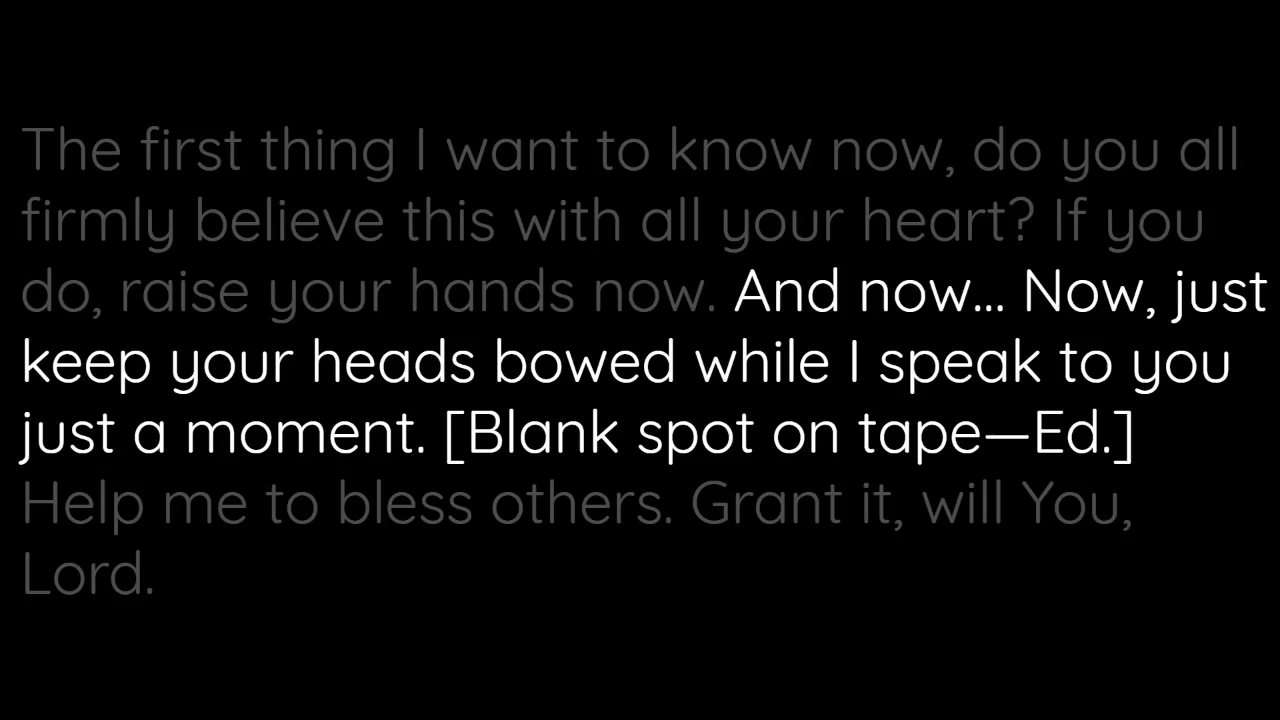 The first thing I want to know now, do you all
firmly believe this with all your heart? If you
do, raise your hands now. And now... Now, just
keep your heads bowed while I speak to you
just a moment. [Blank spot on tape—Ed.]
Help me to bless others. Grant it, will You,
Lord.